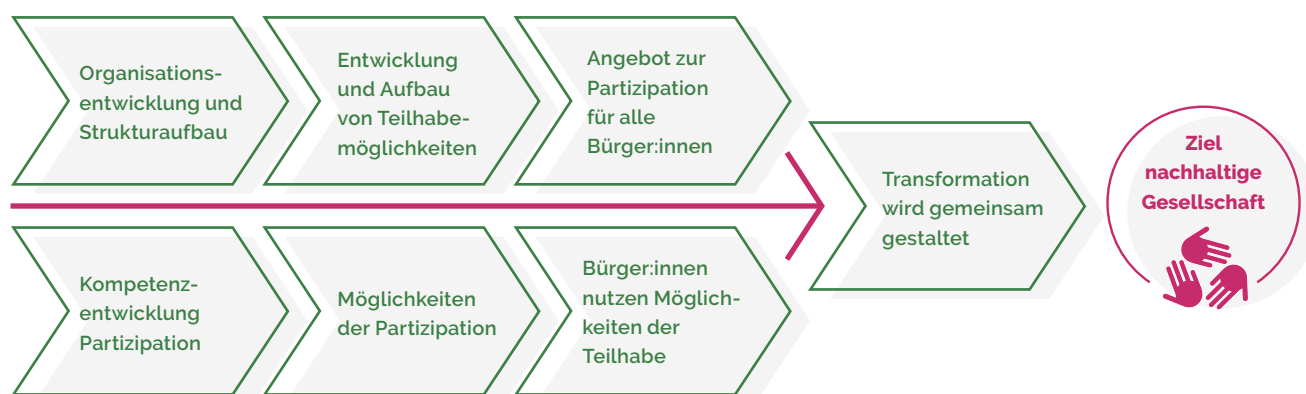 Organisations-
entwicklung und
Strukturaufbau
Entwicklung
und Aufbau
von Teilhabe-
möglichkeiten
Angebot zur
Partizipation
für alle
Bürger:innen
Kompetenz-
entwicklung
Partizipation
Möglichkeiten
der Partizipation
Bürger:innen
nutzen Möglich-
keiten der
Teilhabe
Transformation
wird gemeinsam
gestaltet
Ziel
nachhaltige
Gesellschaft